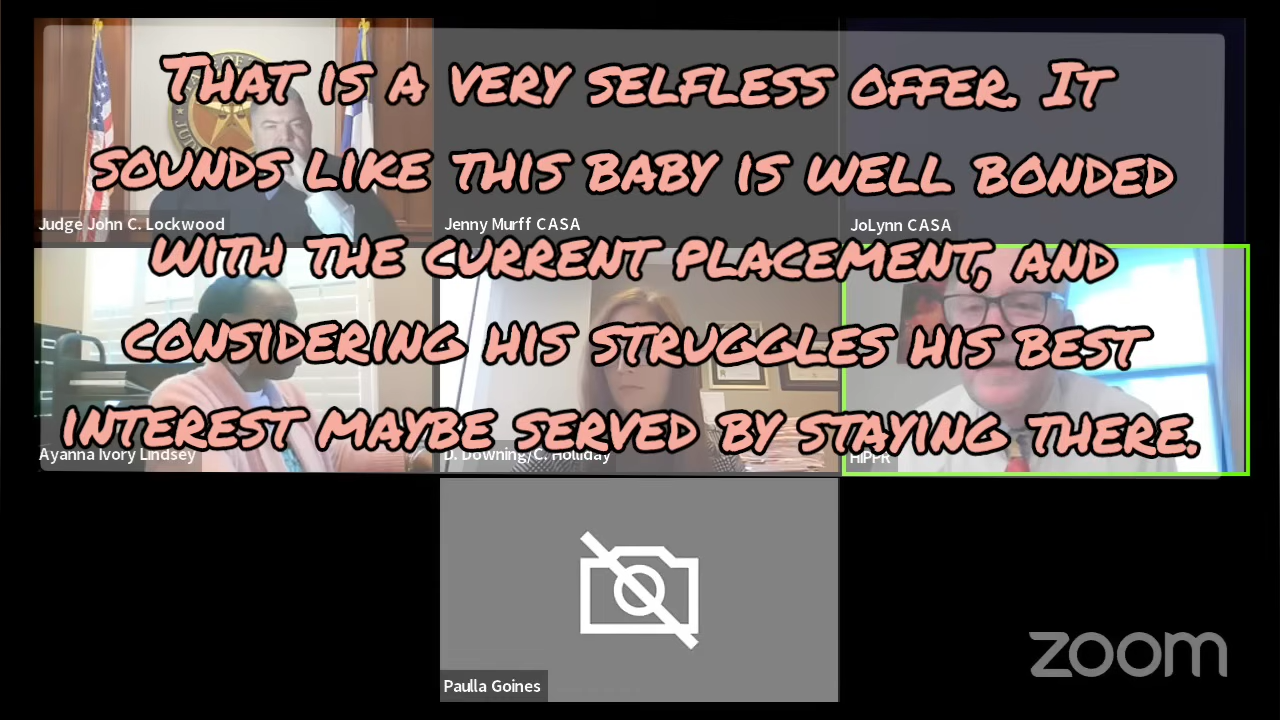 That is a very selfless offer. It
sounds like this baby is well bonded
with the current placement, and
considering his struggles his best
interest maybe served by staying there.
Judge John C. Lockwood
Jenny Murff CASA
JoLynn CASA
Ayanna Ivory Lindsey
D. Downing/C. Holliday
HiPPR
Paulla Goines
zoom